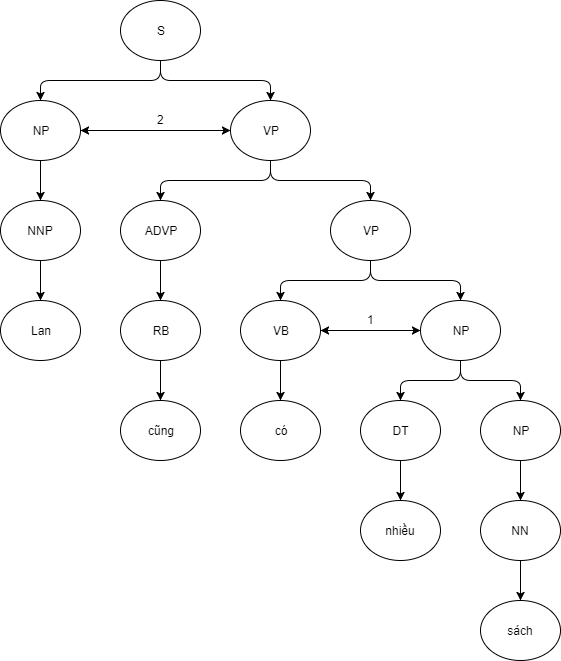 S
NP
2
VP
NNP
ADVP
VP
Lan
RB
VB
1
NP
cũng
có
DT
NP
nhiều
NN
sách